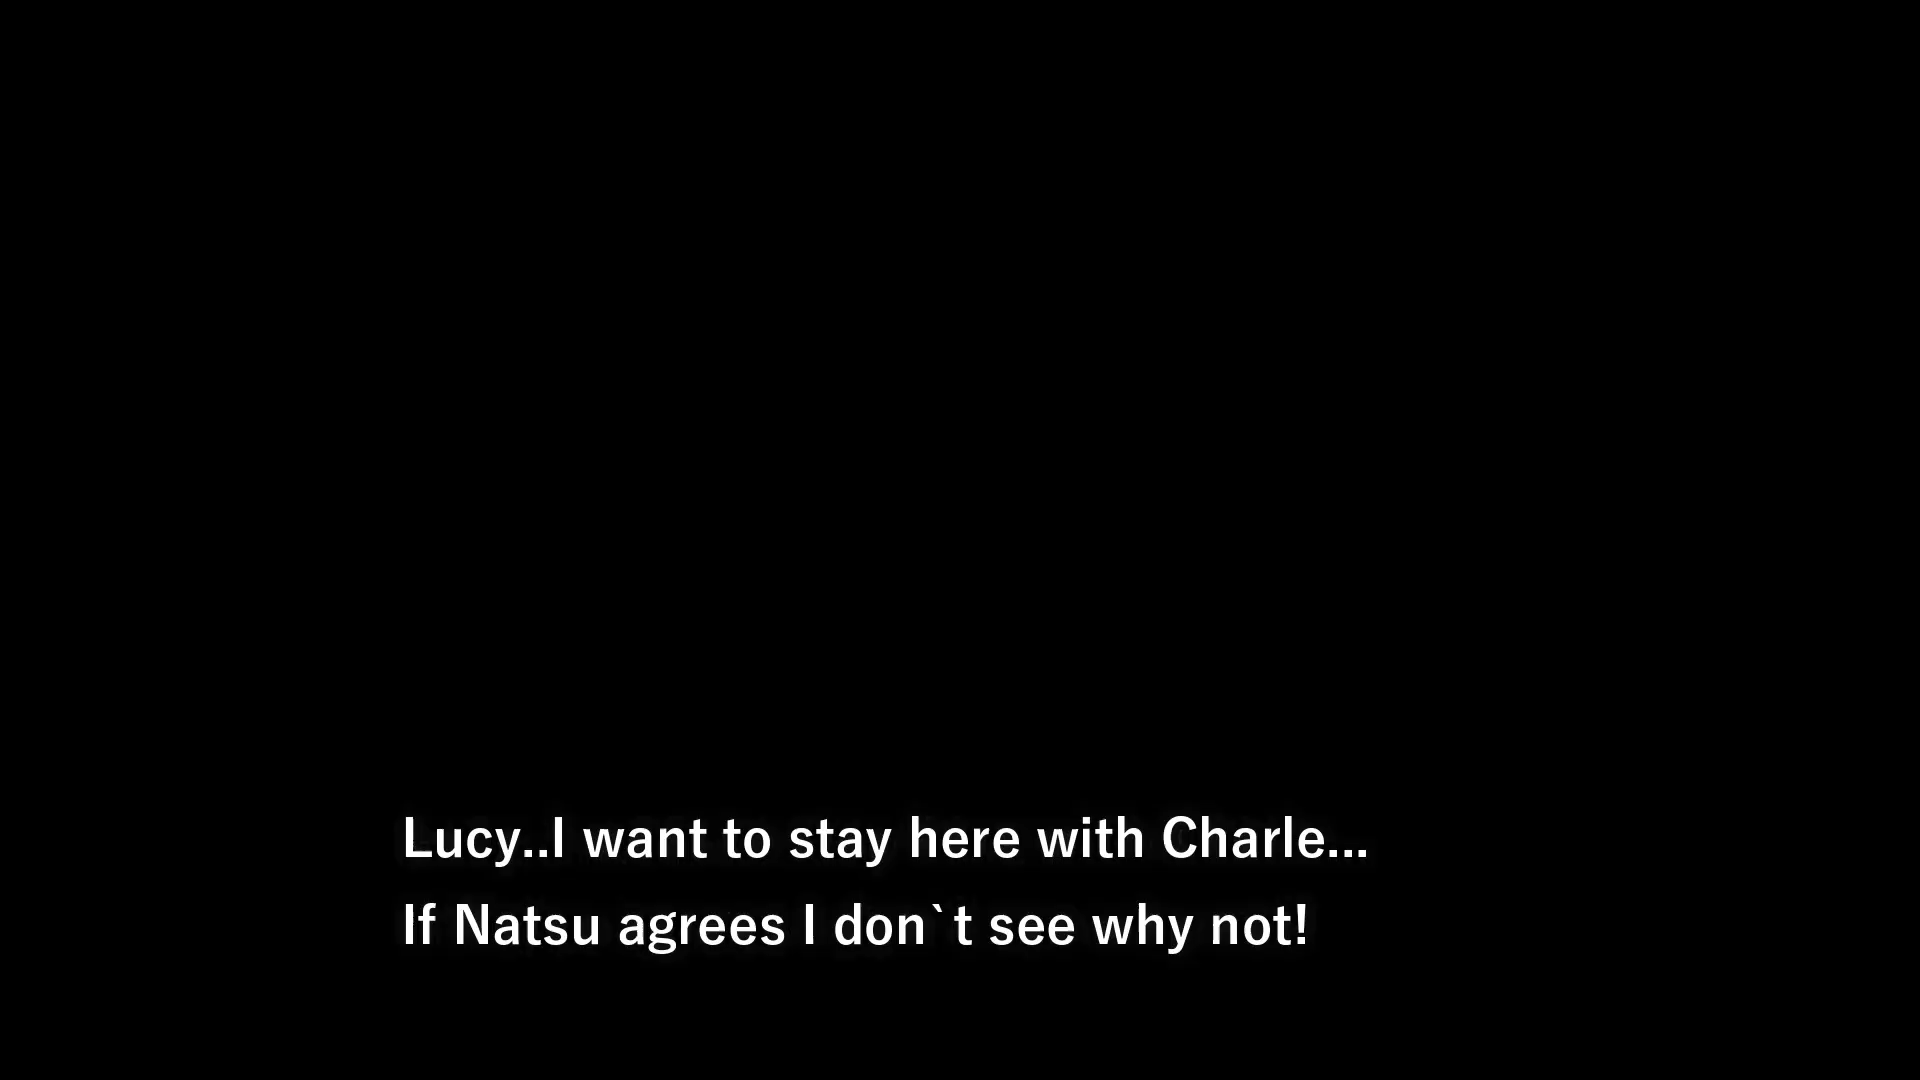 Lucy..I want to stay here with Charle...
If Natsu agrees I don`t see why not!